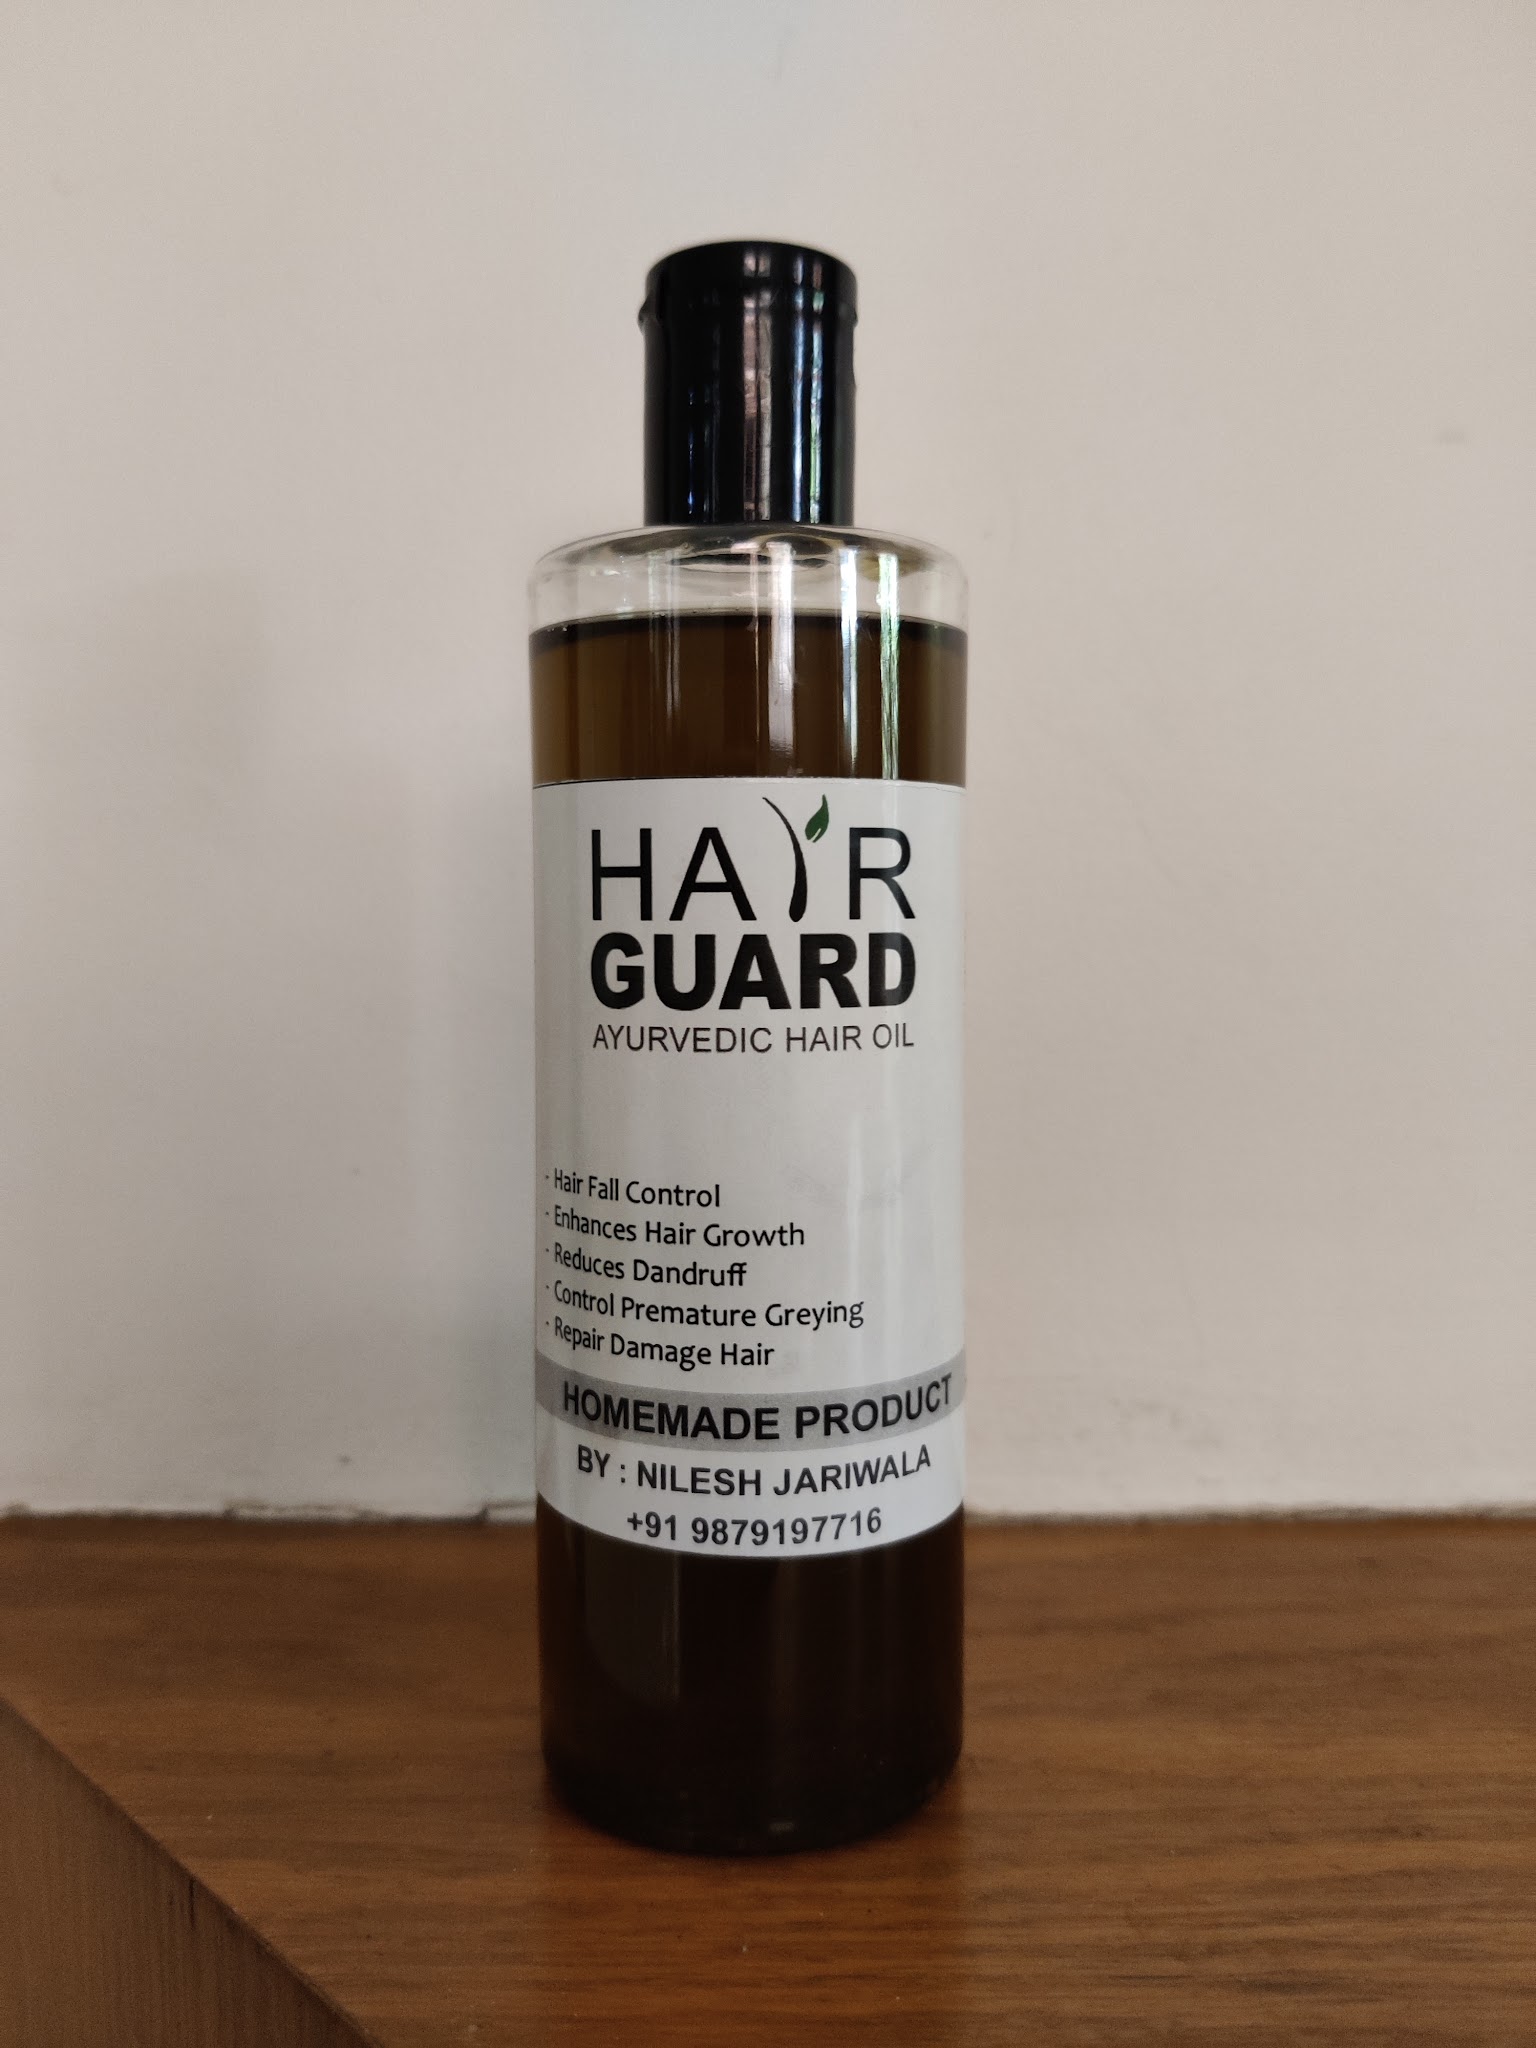 HAIR
GUARD
AYURVEDIC HAIR OIL
- Hair Fall Control
- Enhances Hair Growth
- Reduces Dandruff
- Control Premature Greying
- Repair Damage Hair
HOMEMADE PRODUCT
BY : NILESH JARIWALA
+91 9879197716